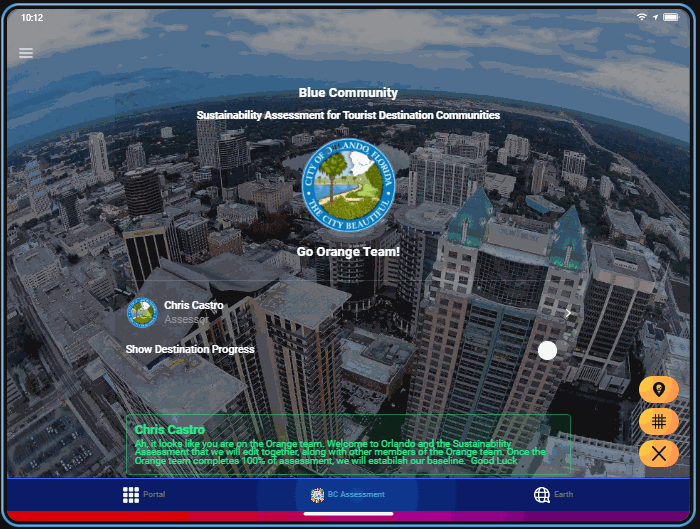 10:12
Blue Community
Sustainability Assessment for Tourist Destination Communities
CITY OF ORLANDO, FLORIDA
• THE CITY BEAUTIFUL •
Go Orange Team!
Chris Castro
Assessor
Show Destination Progress
Chris Castro
Ah, it looks like you are on the Orange team. Welcome to Orlando and the Sustainability
Assessment that we will edit together, along with other members of the Orange team. Once the
Orange team completes 100% of assessment, we will establish our baseline. Good Luck
Portal
BC Assessment
Earth